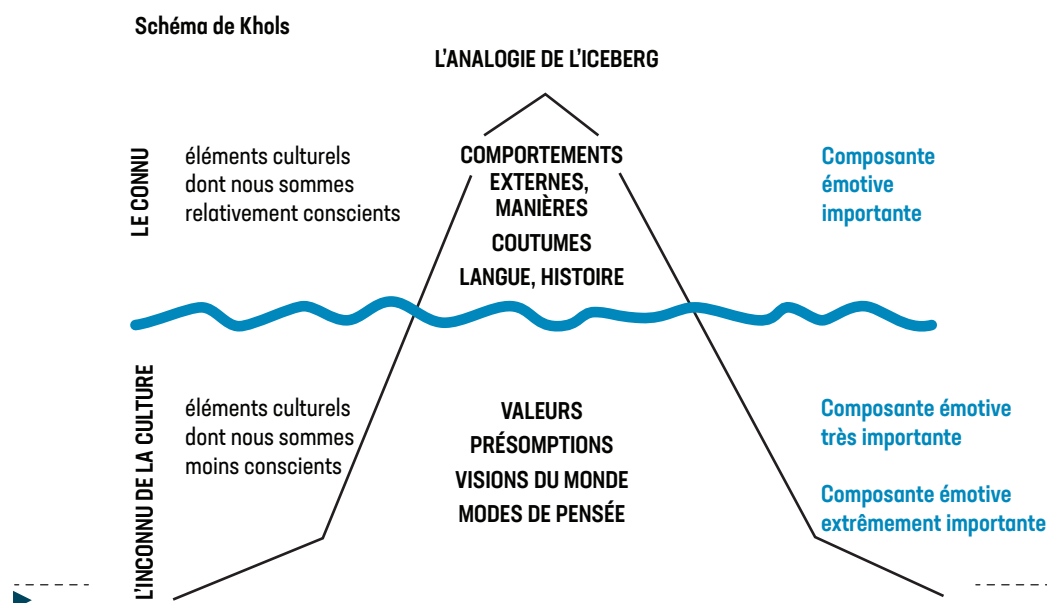 Schéma de Khols
L'ANALOGIE DE L'ICEBERG
LE CONNU
éléments culturels
dont nous sommes
relativement conscients
COMPORTEMENTS
EXTERNES,
MANIÈRES
COUTUMES
LANGUE, HISTOIRE
Composante
émotive
importante
L'INCONNU DE LA CULTURE
éléments culturels
dont nous sommes
moins conscients
VALEURS
PRÉSOMPTIONS
VISIONS DU MONDE
MODES DE PENSÉE
Composante émotive
très importante
Composante émotive
extrêmement importante